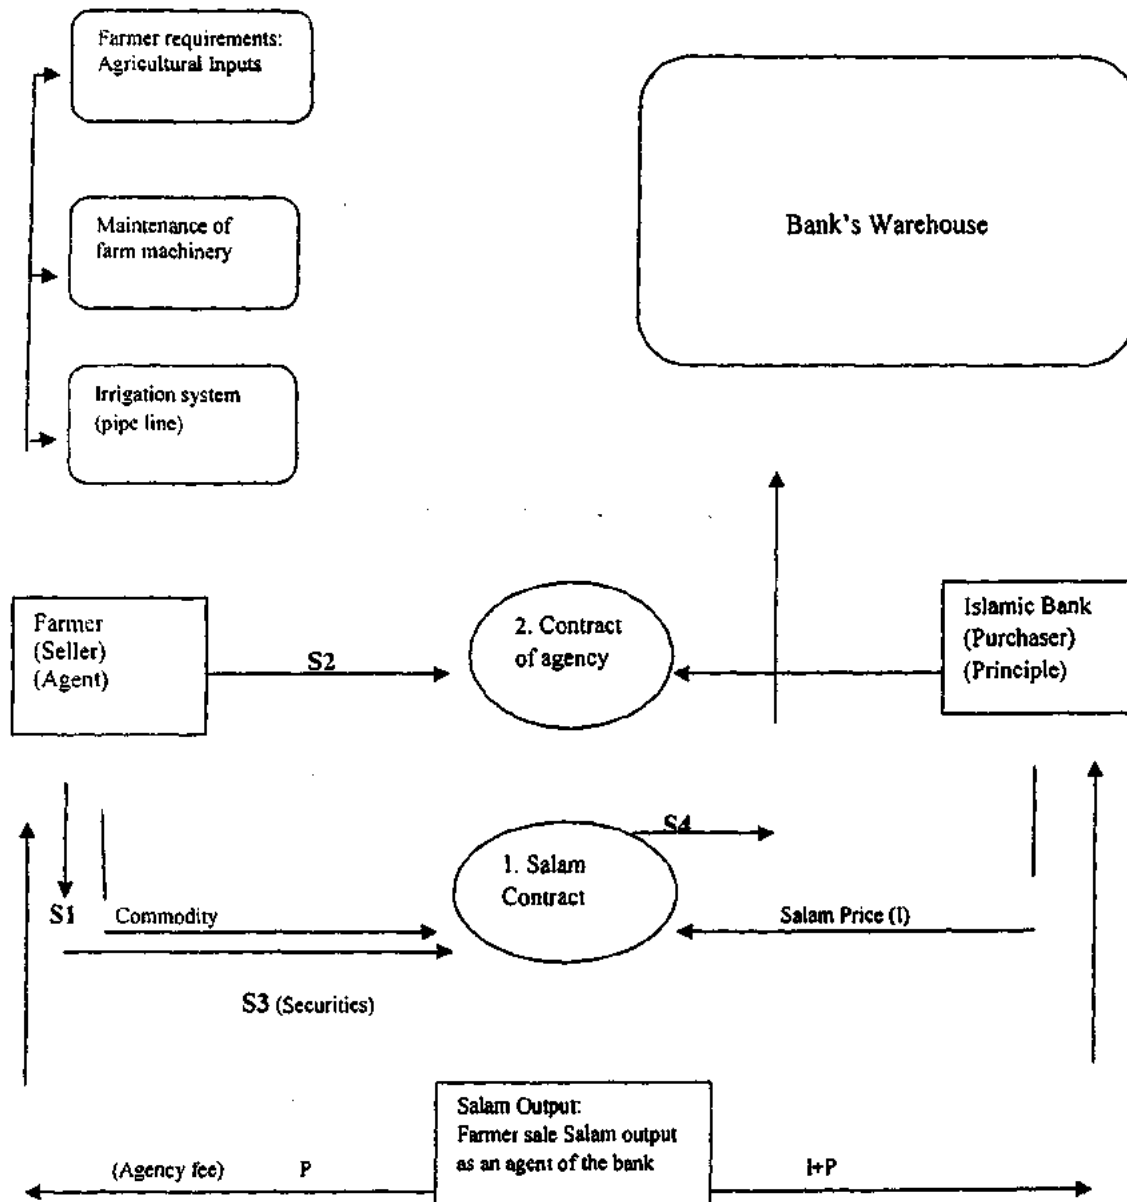 Farmer requirements:
Agricultural Inputs
Bank's Warehouse
Maintenance of
farm machinery
Irrigation system
(pipe line)
Farmer
(Seller)
(Agent)
S2
2. Contract
of agency
Islamic Bank
(Purchaser)
(Principle)
S4
1. Salam
Contract
S1
Commodity
Salam Price (I)
S3 (Securities)
Salam Output:
Farmer sale Salam output
as an agent of the bank
(Agency fee) P
I+P